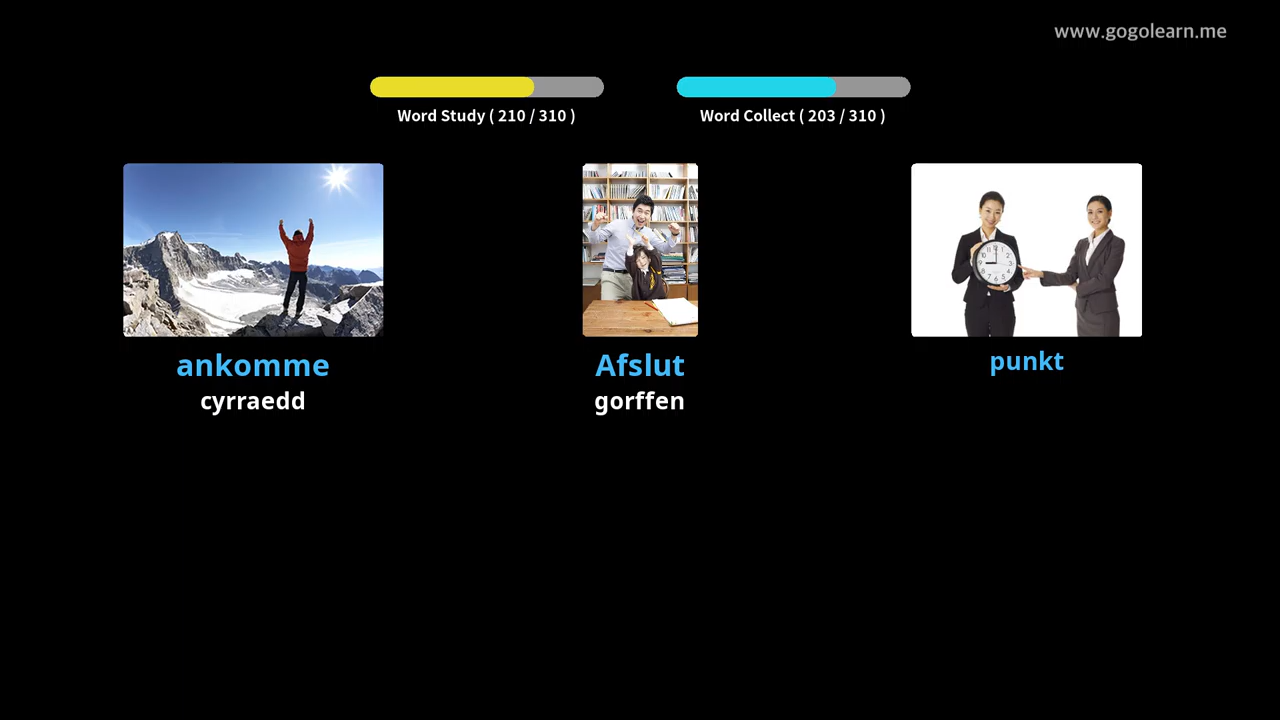 www.gogolearn.me
Word Study ( 210 / 310 )
Word Collect ( 203 / 310 )
ankomme
cyrraedd
Afslut
gorffen
punkt